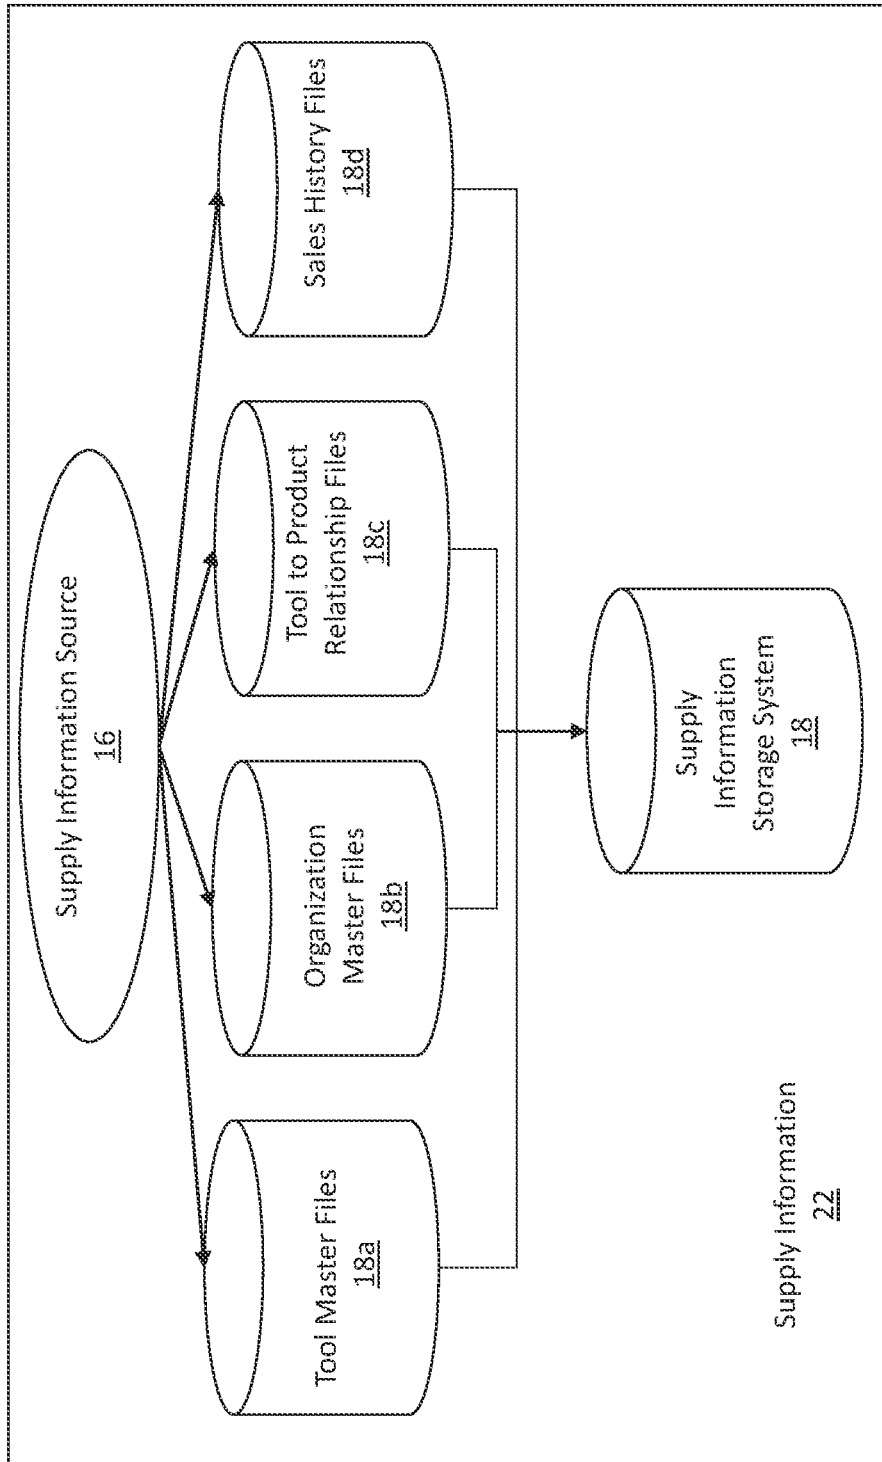 Supply Information Source
16
Tool Master Files
18a
Organization
Master Files
18b
Tool to Product
Relationship Files
18c
Sales History Files
18d
Supply
Information
Storage System
18
Supply Information
22